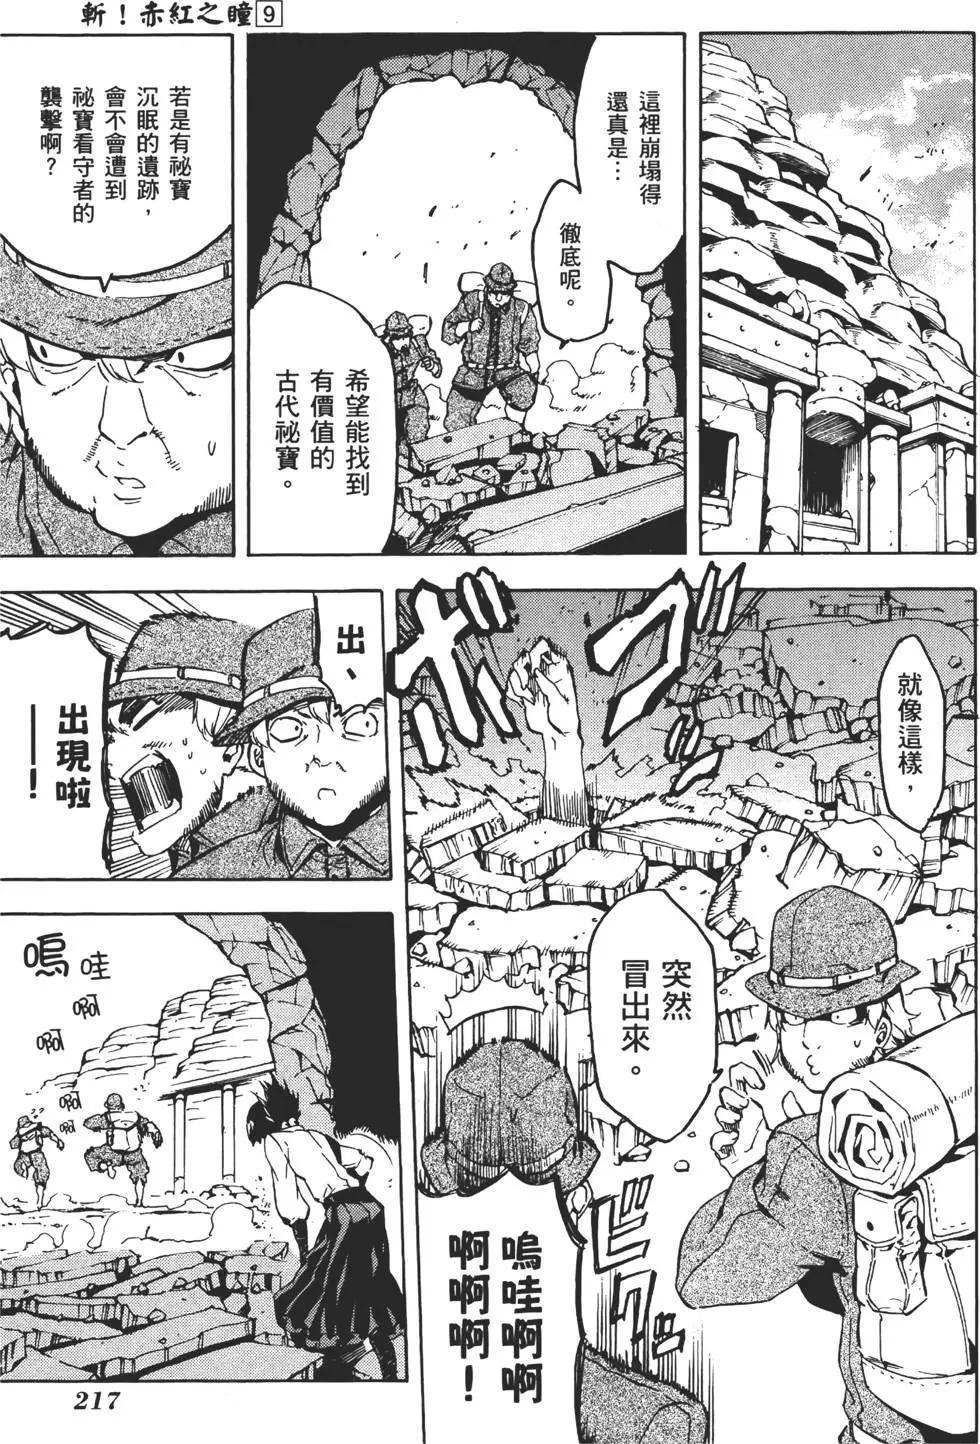 斬！赤紅之瞳9
這裡崩塌得
還真是…
徹底呢。
希望能找到
有價值的
古代祕寶。
若是有祕寶
沉眠的遺跡，
會不會遭到
祕寶看守者的
襲擊啊？
就像這樣，
突然
冒出來。
ボゴッ
ビクッ
嗚哇啊啊
啊啊啊！
出、
出現啦
——！
嗚哇
啊
啊
啊
217